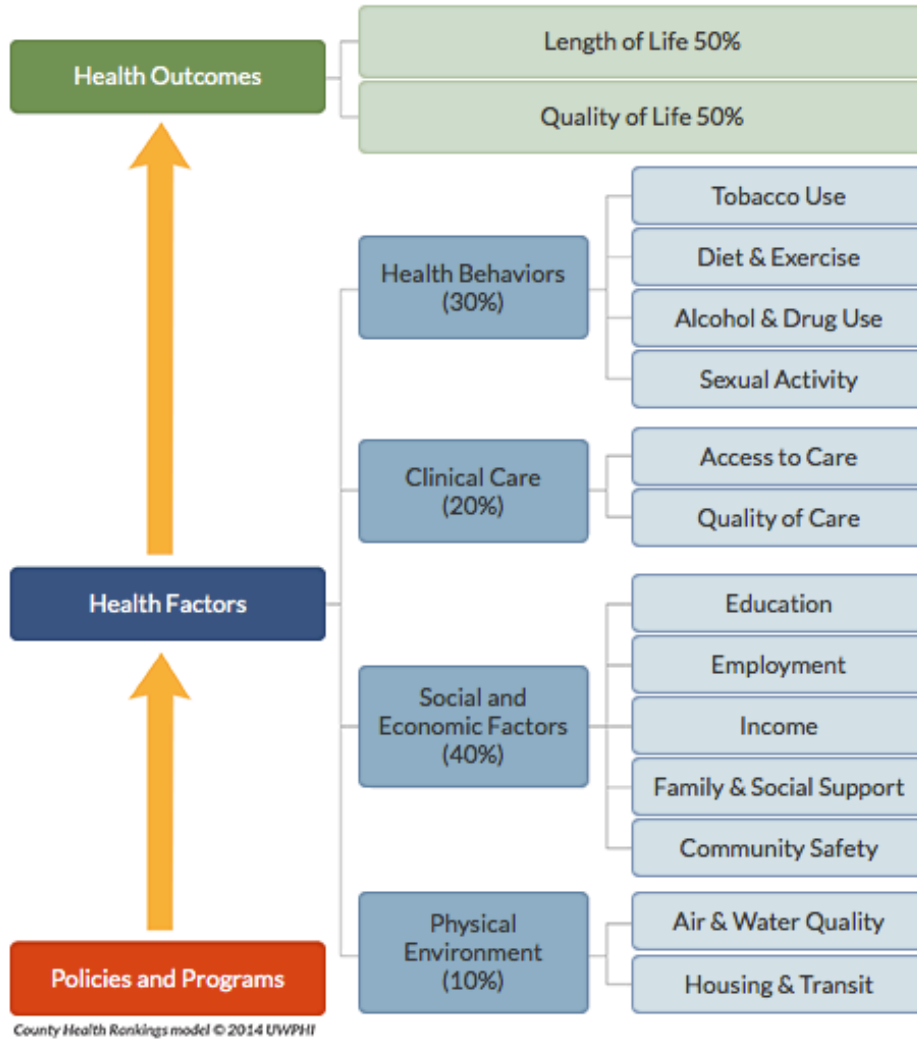 Health Outcomes
Length of Life 50%
Quality of Life 50%
Health Factors
Health Behaviors
(30%)
Tobacco Use
Diet & Exercise
Alcohol & Drug Use
Sexual Activity
Clinical Care
(20%)
Access to Care
Quality of Care
Social and
Economic Factors
(40%)
Education
Employment
Income
Family & Social Support
Community Safety
Physical
Environment
(10%)
Air & Water Quality
Housing & Transit
Policies and Programs
County Health Rankings model © 2014 UWPHI